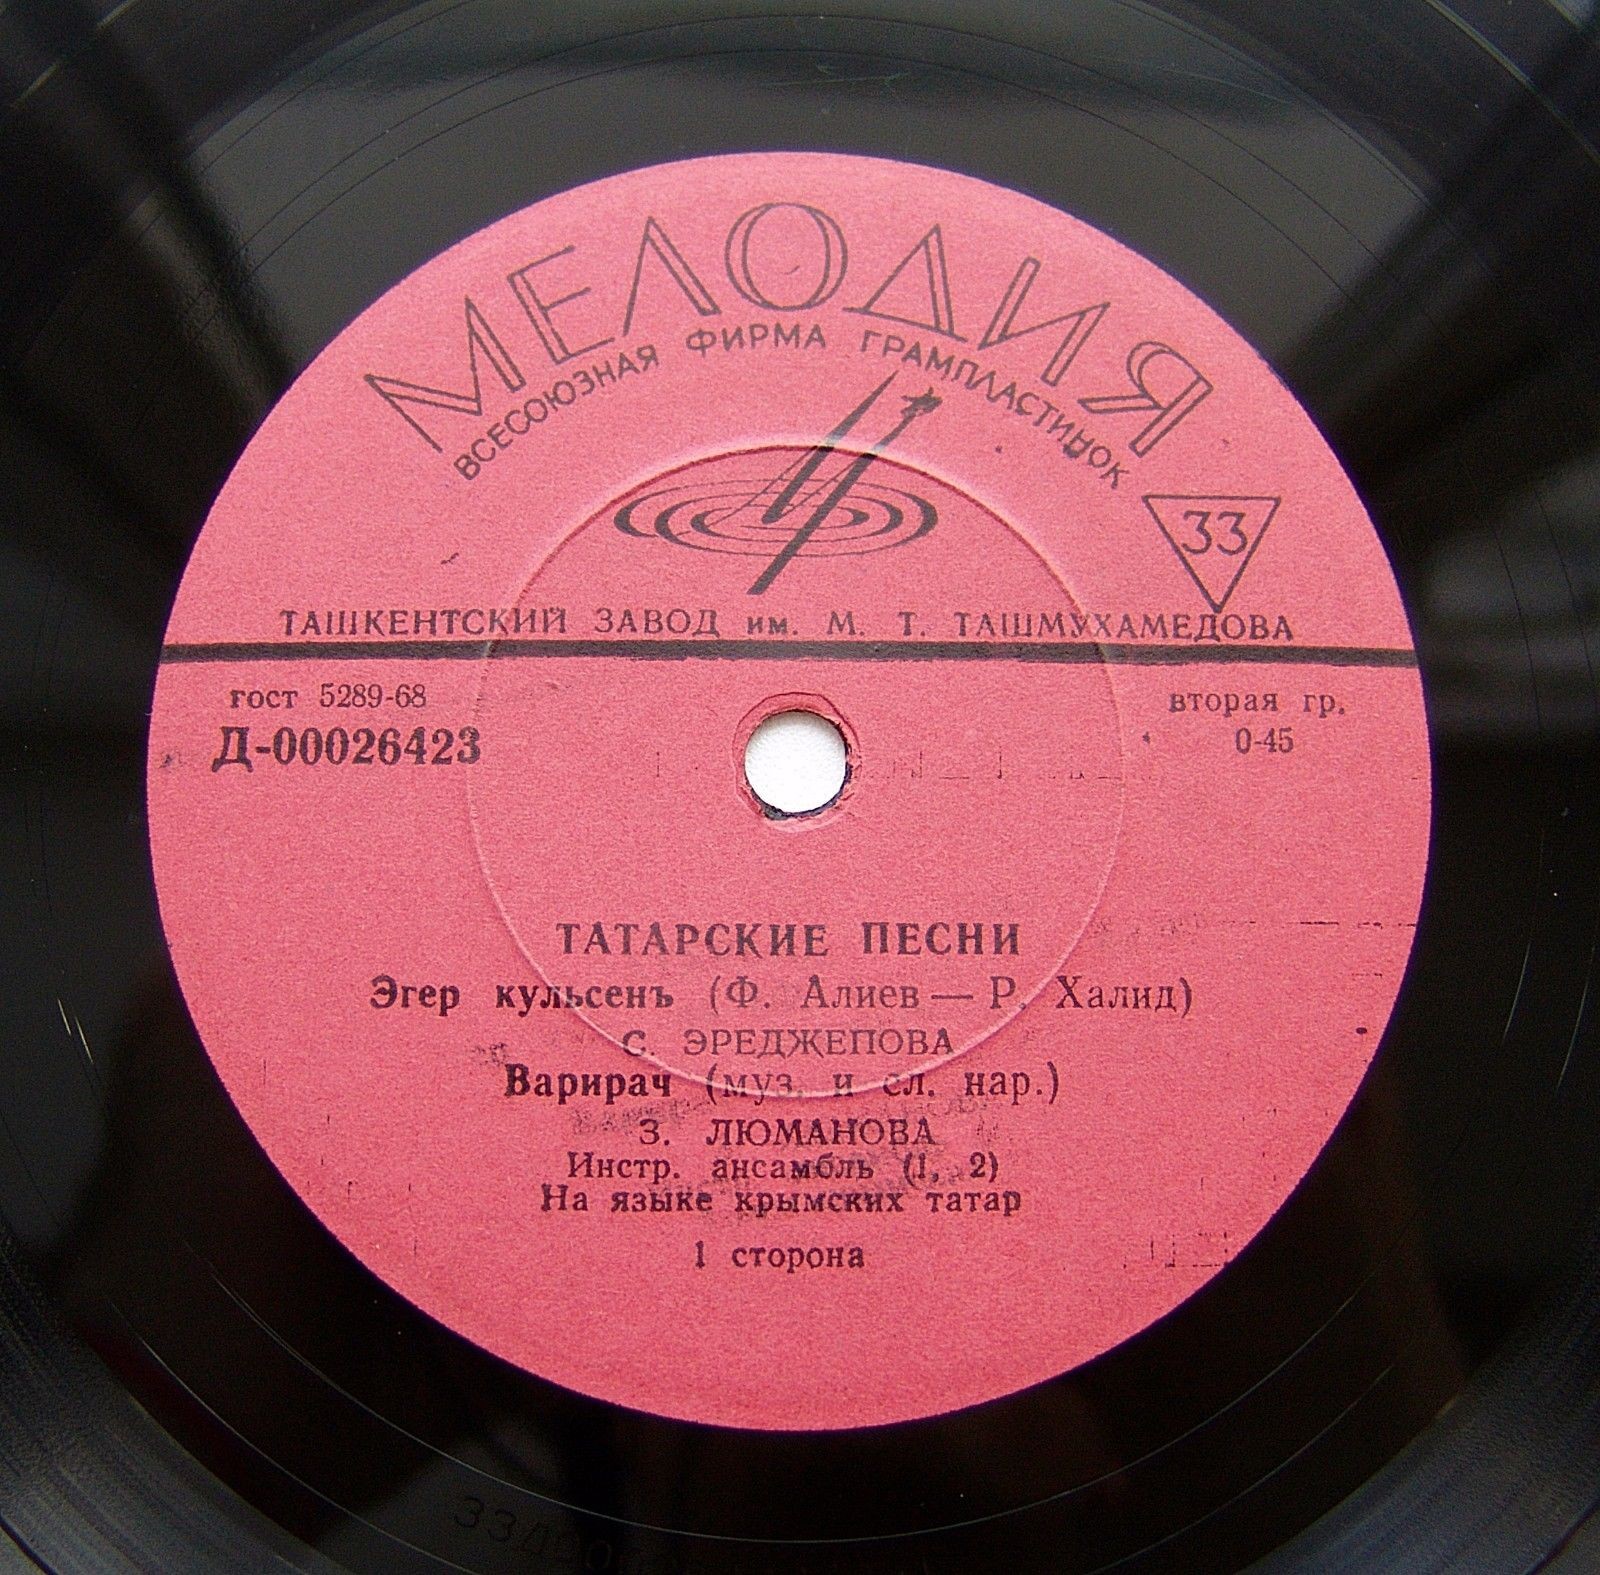 МЕЛОДИЯ
ВСЕСОЮЗНАЯ ФИРМА ГРАМПЛАСТИНОК
33
ТАШКЕНТСКИЙ ЗАВОД им. М. Т. ТАШМУХАМЕДОВА
гост 5289-68
Д-00026423
вторая гр.
0-45
ТАТАРСКИЕ ПЕСНИ
Эгер кульсенъ (Ф. Алиев — Р. Халид)
С. ЭРЕДЖЕПОВА
Варирач (муз. и сл. нар.)
З. ЛЮМАНОВА
Инстр. ансамбль (1, 2)
На языке крымских татар
1 сторона